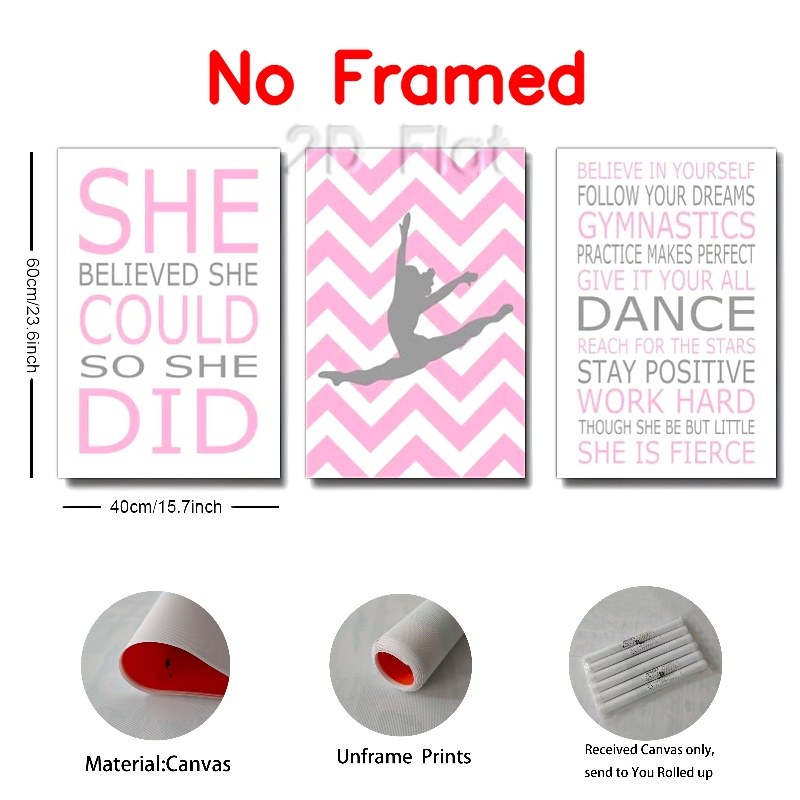 No Framed
2D Flat
60cm/23.6inch
SHE
BELIEVED SHE
COULD
SO SHE
DID
BELIEVE IN YOURSELF
FOLLOW YOUR DREAMS
GYMNASTICS
PRACTICE MAKES PERFECT
GIVE IT YOUR ALL
DANCE
REACH FOR THE STARS
STAY POSITIVE
WORK HARD
THOUGH SHE BE BUT LITTLE
SHE IS FIERCE
40cm/15.7inch
Material:Canvas
Unframe Prints
Received Canvas only,
send to You Rolled up